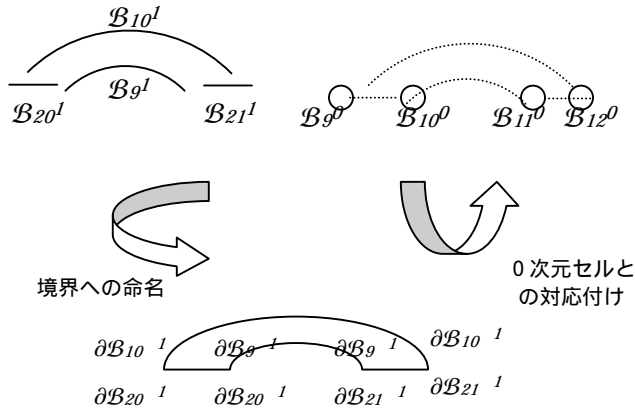 ℬ10¹
ℬ9¹
ℬ20¹ ℬ21¹
ℬ9⁰ ℬ10⁰ ℬ11⁰ ℬ12⁰
境界への命名
0 次元セルと
の対応付け
∂ℬ10 ¹ ∂ℬ9 ¹ ∂ℬ9 ¹ ∂ℬ10 ¹
∂ℬ20 ¹ ∂ℬ20 ¹ ∂ℬ21 ¹ ∂ℬ21 ¹